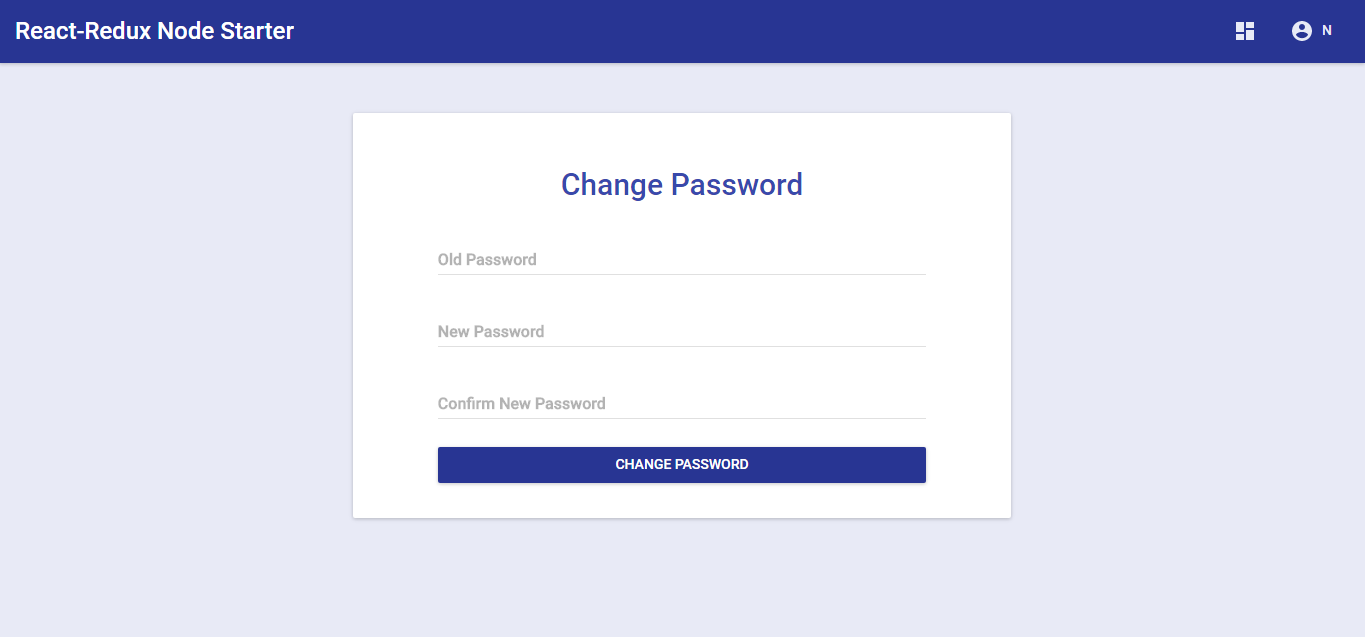 React-Redux Node Starter
N
Change Password
Old Password
New Password
Confirm New Password
CHANGE PASSWORD